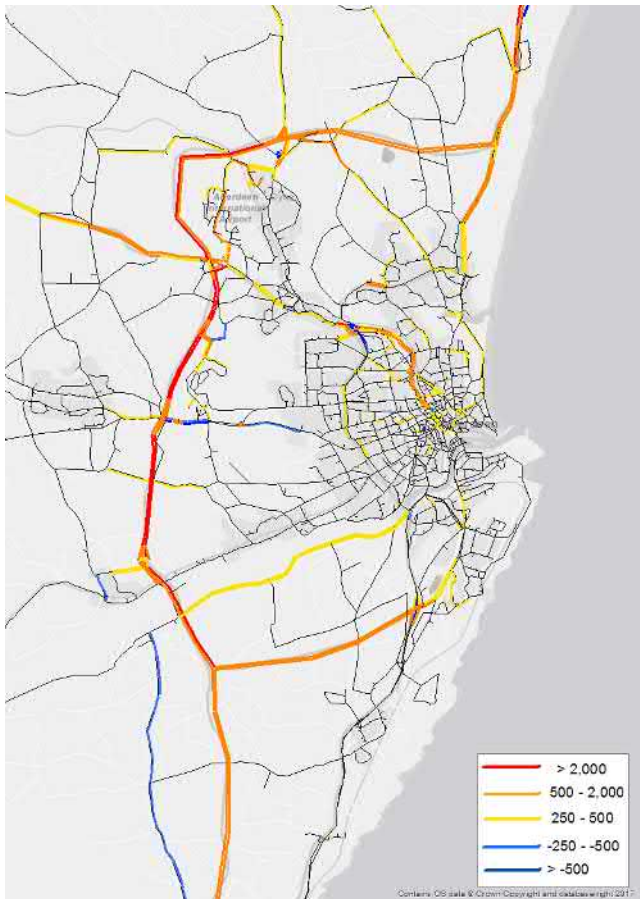 Aberdeen
International
Airport
> 2,000
500 - 2,000
250 - 500
-250 - -500
> -500
Contains OS data © Crown Copyright and database right 2017